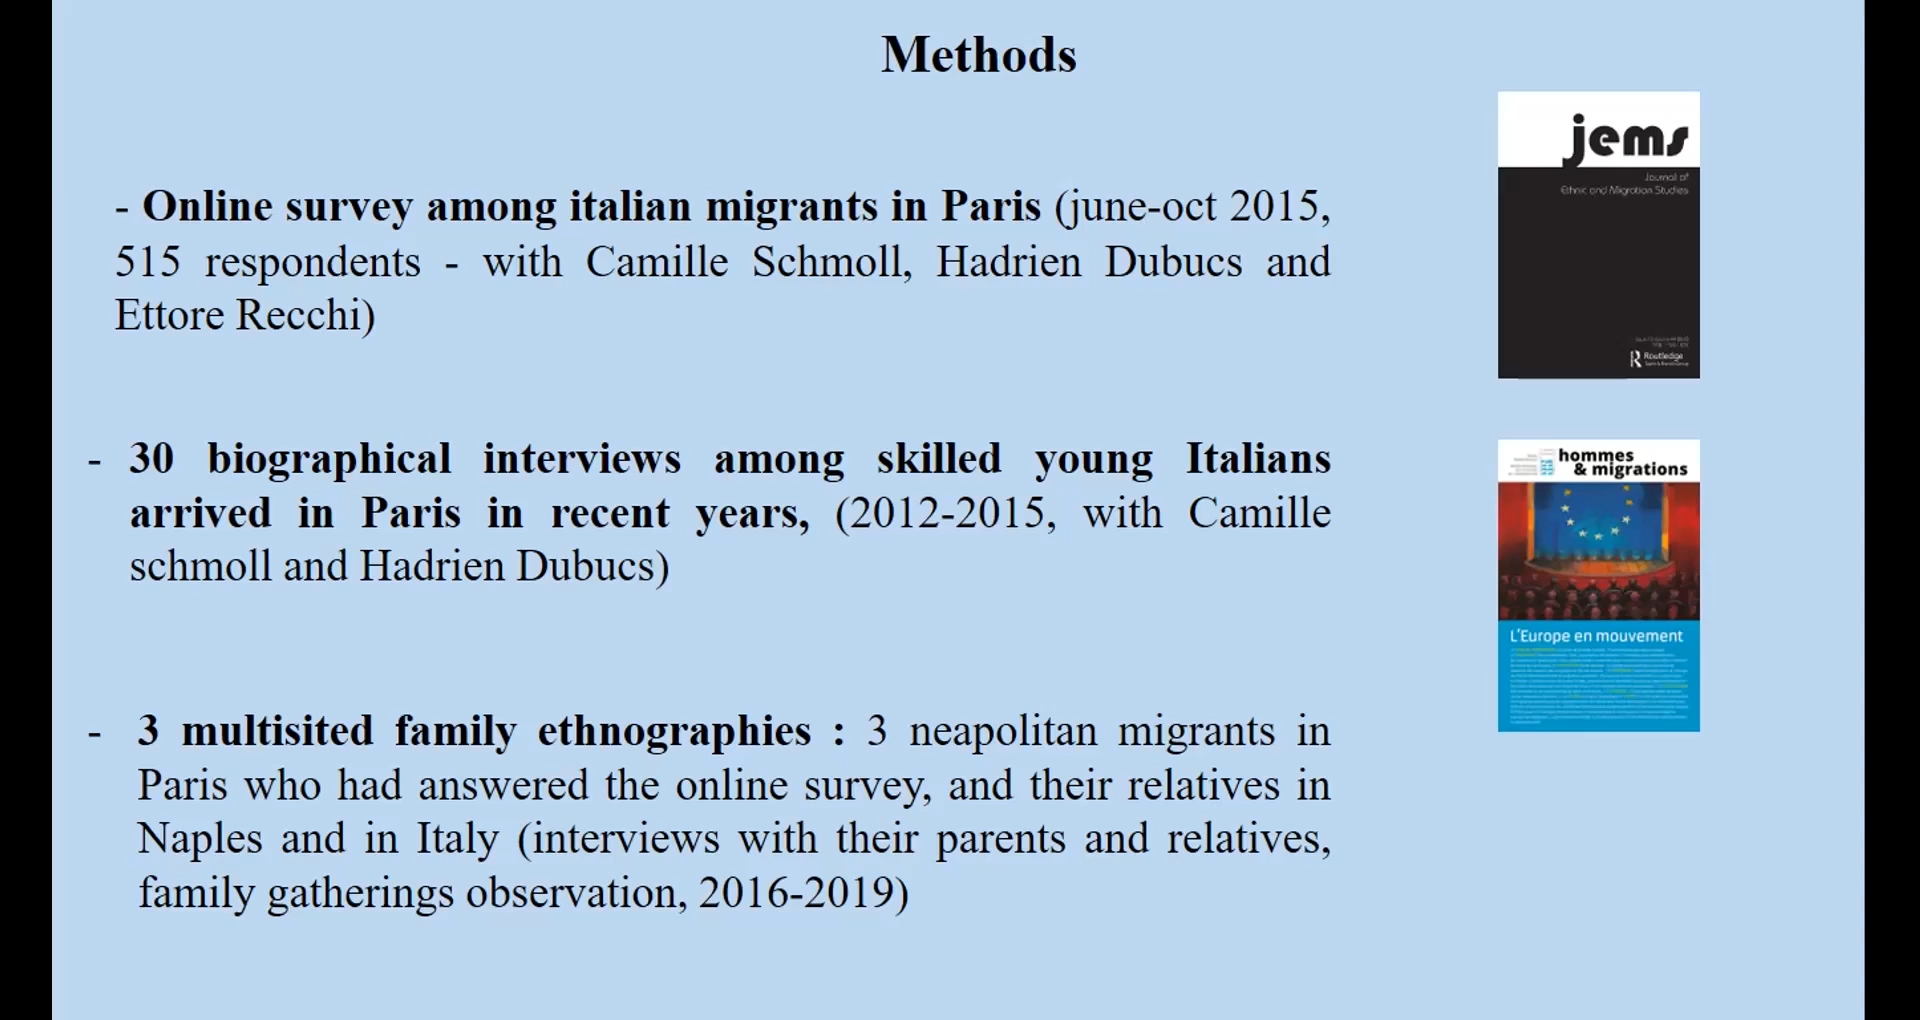 Methods
- Online survey among italian migrants in Paris (june-oct 2015,
515 respondents - with Camille Schmoll, Hadrien Dubucs and
Ettore Recchi)
- 30 biographical interviews among skilled young Italians
arrived in Paris in recent years, (2012-2015, with Camille
schmoll and Hadrien Dubucs)
- 3 multisited family ethnographies : 3 neapolitan migrants in
Paris who had answered the online survey, and their relatives in
Naples and in Italy (interviews with their parents and relatives,
family gatherings observation, 2016-2019)
jems
Journal of
Ethnic and Migration Studies
Routledge
hommes
& migrations
L'Europe en mouvement